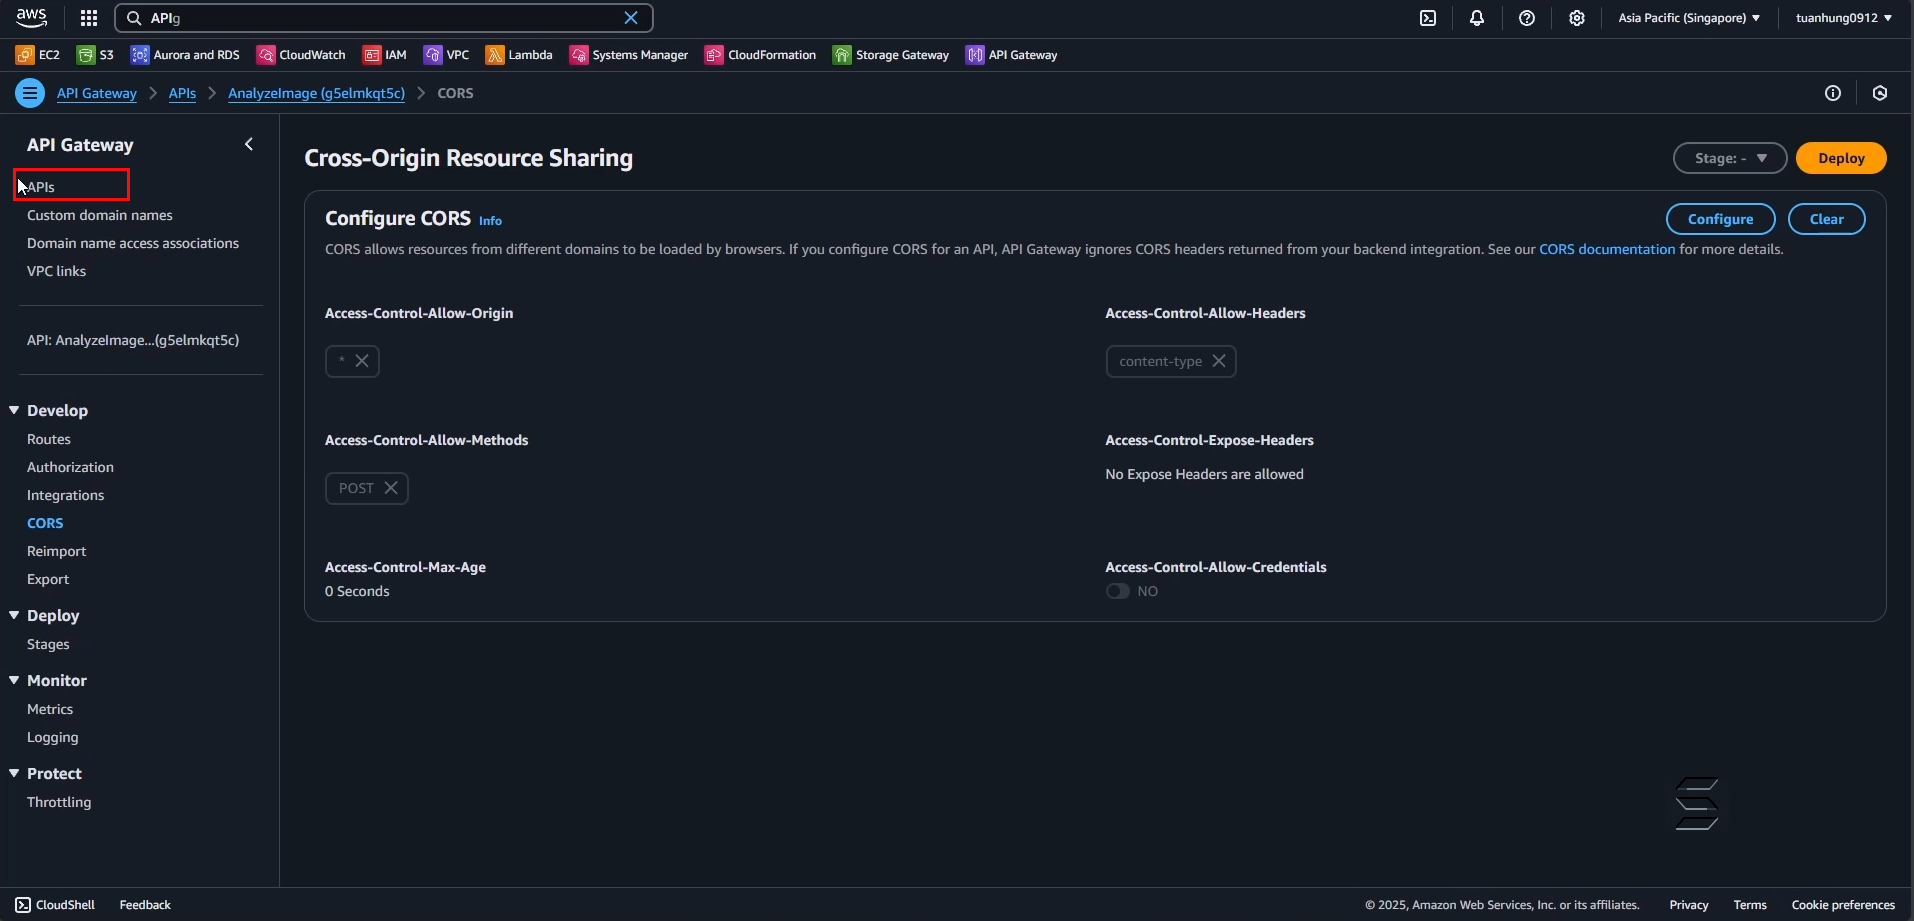 aws
APIg
Asia Pacific (Singapore) ▼
tuanhung0912 ▼
EC2
S3
Aurora and RDS
CloudWatch
IAM
VPC
Lambda
Systems Manager
CloudFormation
Storage Gateway
API Gateway
API Gateway > APIs > AnalyzeImage (g5elmkqt5c) > CORS
API Gateway
APIs
Custom domain names
Domain name access associations
VPC links
API: AnalyzeImage...(g5elmkqt5c)
Develop
Routes
Authorization
Integrations
CORS
Reimport
Export
Deploy
Stages
Monitor
Metrics
Logging
Protect
Throttling
Cross-Origin Resource Sharing
Stage: - ▼
Deploy
Configure CORS Info
Configure
Clear
CORS allows resources from different domains to be loaded by browsers. If you configure CORS for an API, API Gateway ignores CORS headers returned from your backend integration. See our CORS documentation for more details.
Access-Control-Allow-Origin
*
Access-Control-Allow-Headers
content-type
Access-Control-Allow-Methods
POST
Access-Control-Expose-Headers
No Expose Headers are allowed
Access-Control-Max-Age
0 Seconds
Access-Control-Allow-Credentials
NO
CloudShell
Feedback
© 2025, Amazon Web Services, Inc. or its affiliates.
Privacy
Terms
Cookie preferences